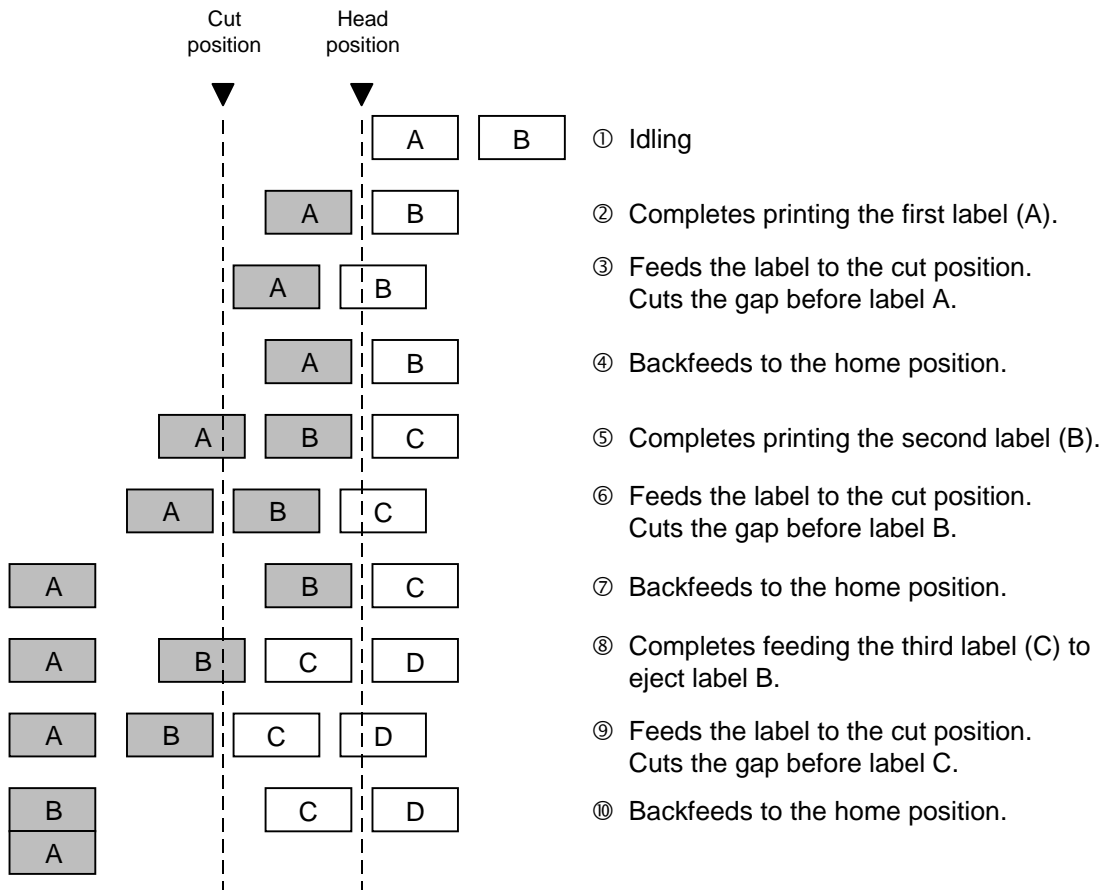 Cut position
Head position
A B ① Idling
A B ② Completes printing the first label (A).
A B ③ Feeds the label to the cut position.
Cuts the gap before label A.
A B ④ Backfeeds to the home position.
A B C ⑤ Completes printing the second label (B).
A B C ⑥ Feeds the label to the cut position.
Cuts the gap before label B.
A B C ⑦ Backfeeds to the home position.
A B C D ⑧ Completes feeding the third label (C) to
eject label B.
A B C D ⑨ Feeds the label to the cut position.
Cuts the gap before label C.
B C D ⑩ Backfeeds to the home position.
A